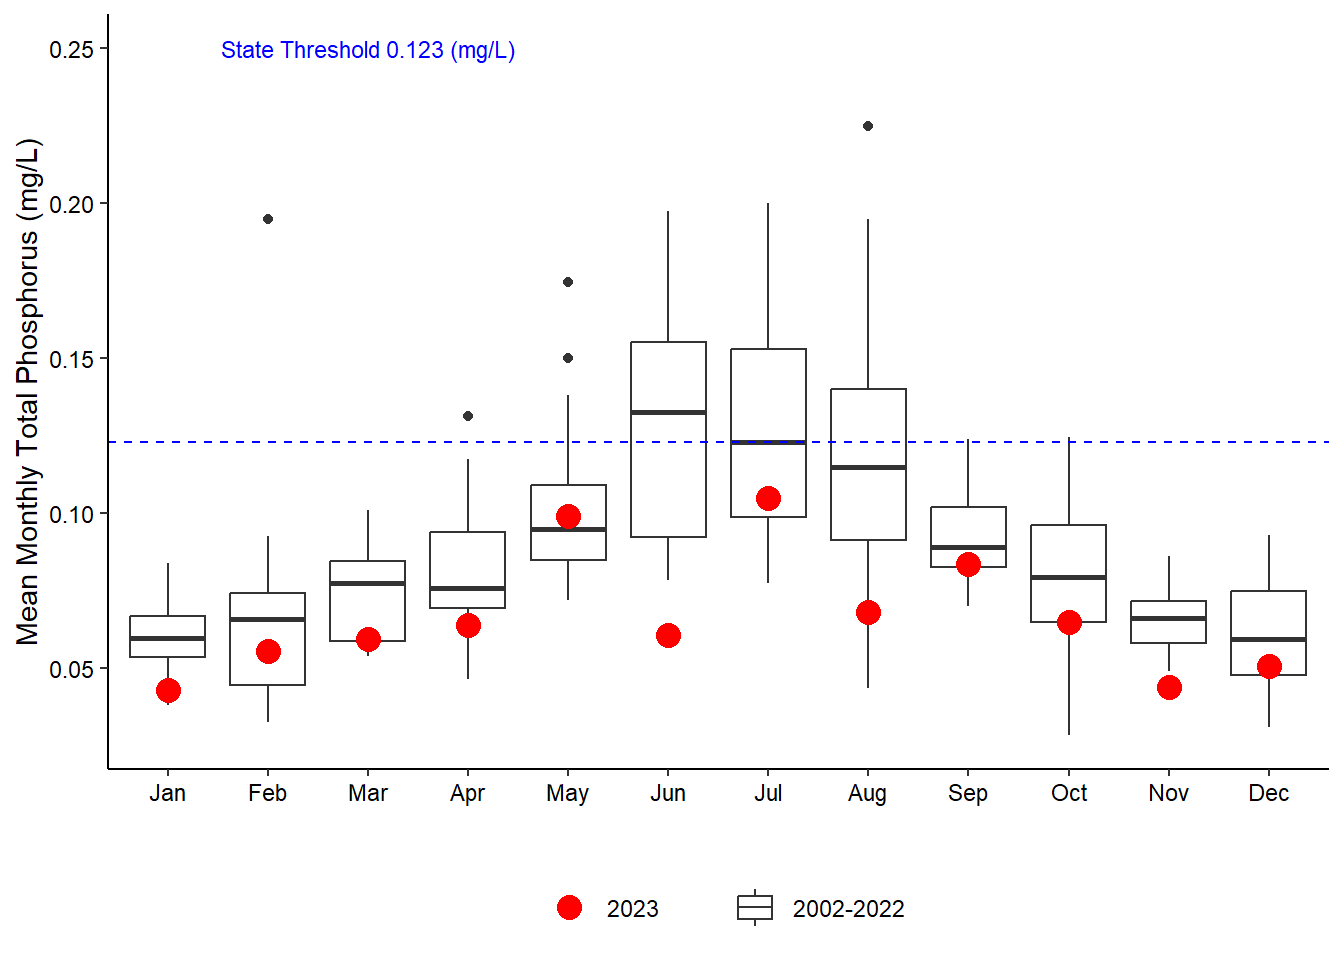 State Threshold 0.123 (mg/L)
Mean Monthly Total Phosphorus (mg/L)
0.25
0.20
0.15
0.10
0.05
Jan Feb Mar Apr May Jun Jul Aug Sep Oct Nov Dec
2023 2002-2022